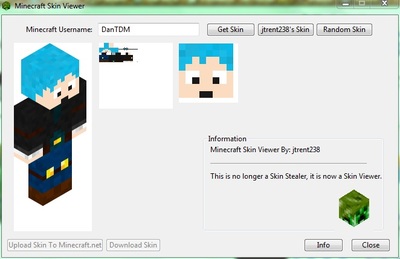 Minecraft Skin Viewer
Minecraft Username: DanTDM Get Skin jtrent238's Skin Random Skin
Information
Minecraft Skin Viewer By: jtrent238
This is no longer a Skin Stealer, it is now a Skin Viewer.
Upload Skin To Minecraft.net Download Skin Info Close